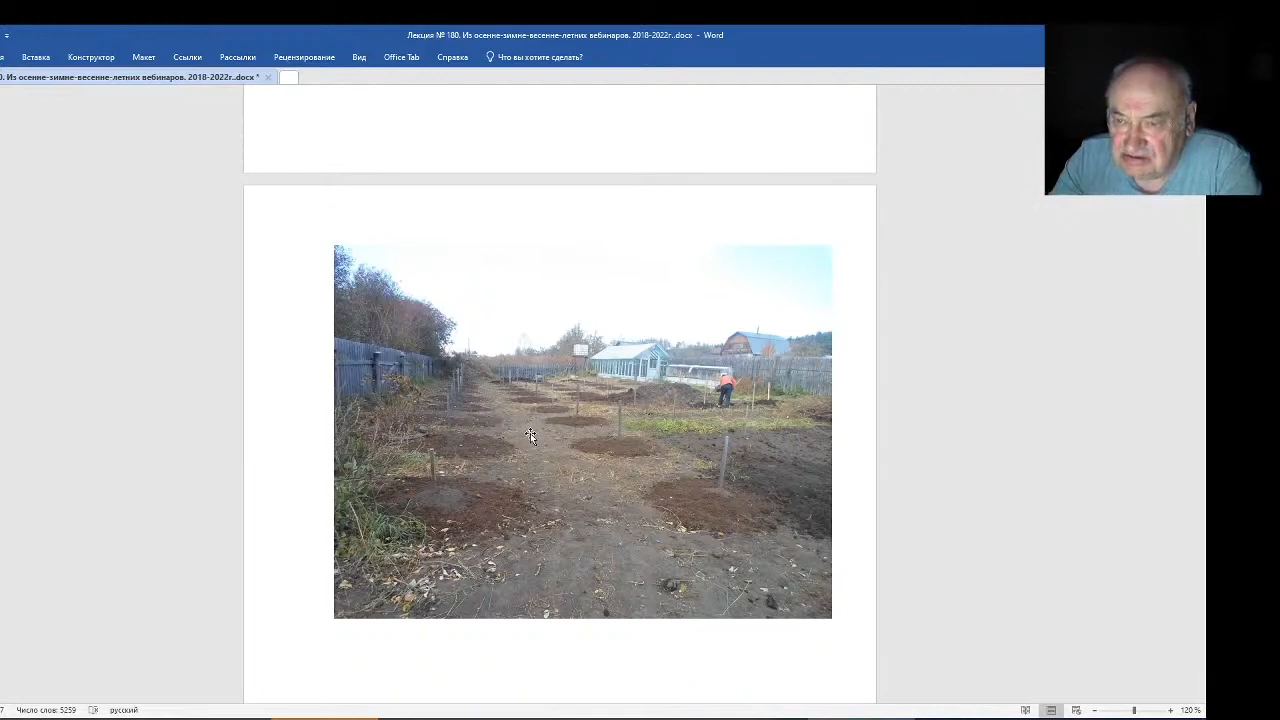 Лекция № 180. Из осенне-зимне-весенне-летних вебинаров. 2018-2022г..docx - Word
я Вставка Конструктор Макет Ссылки Рассылки Рецензирование Вид Office Tab Справка Что вы хотите сделать?
0. Из осенне-зимне-весенне-летних вебинаров. 2018-2022г..docx *
7 Число слов: 5259 русский 120 %